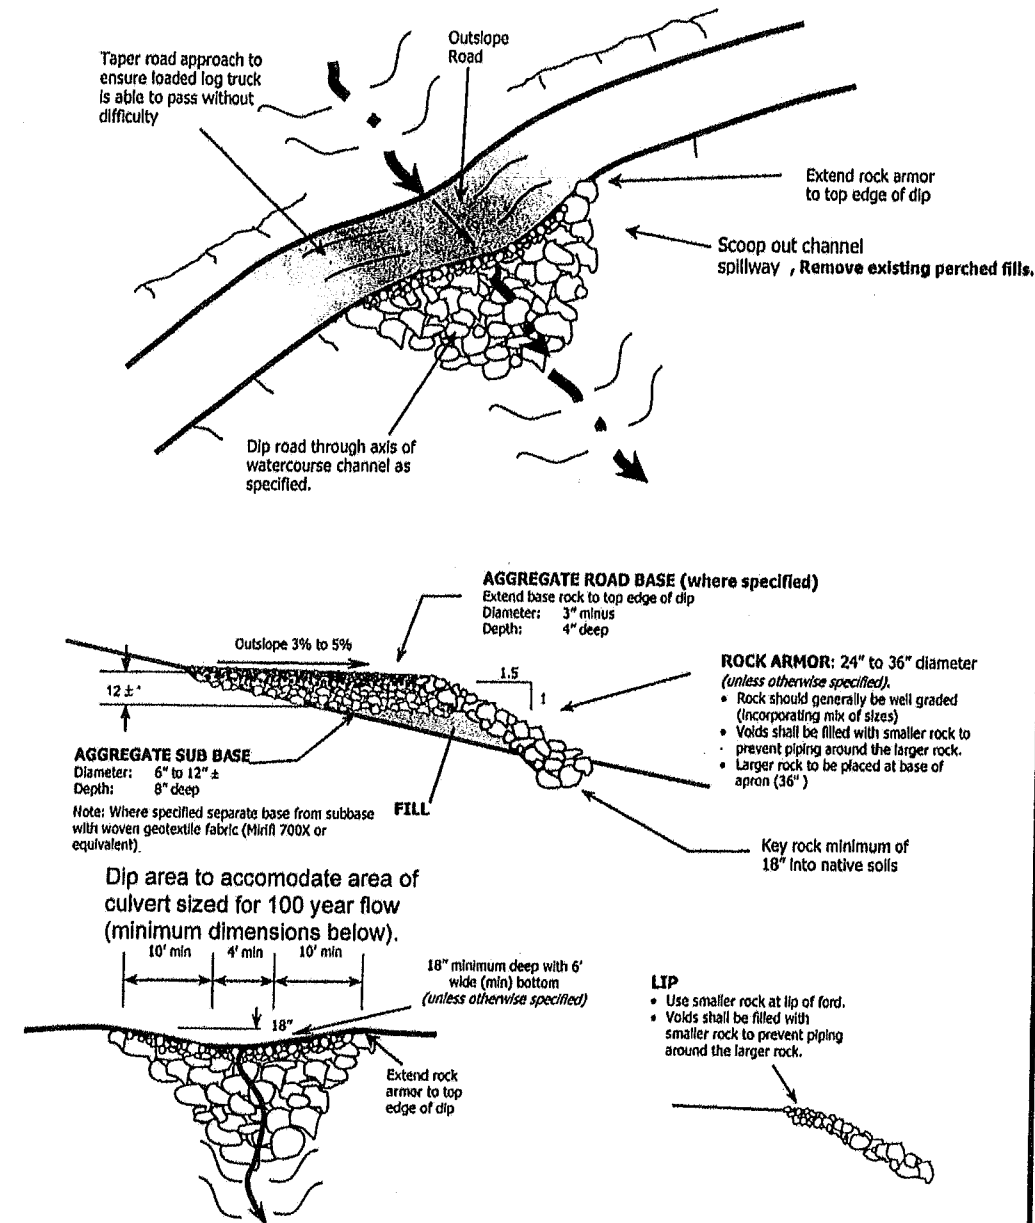 Taper road approach to
ensure loaded log truck
is able to pass without
difficulty
Outslope
Road
Extend rock armor
to top edge of dip
Scoop out channel
spillway , Remove existing perched fills.
Dip road through axis of
watercourse channel as
specified.
AGGREGATE ROAD BASE (where specified)
Extend base rock to top edge of dip
Diameter: 3" minus
Depth: 4" deep
Outslope 3% to 5%
1.5
1
12 ± "
ROCK ARMOR: 24" to 36" diameter
(unless otherwise specified).
• Rock should generally be well graded
(incorporating mix of sizes)
• Voids shall be filled with smaller rock to
prevent piping around the larger rock.
• Larger rock to be placed at base of
apron (36" )
AGGREGATE SUB BASE
Diameter: 6" to 12" ±
Depth: 8" deep
Note: Where specified separate base from subbase
with woven geotextile fabric (Mirifi 700X or
equivalent).
FILL
Key rock minimum of
18" into native soils
Dip area to accomodate area of
culvert sized for 100 year flow
(minimum dimensions below).
10' min 4' min 10' min
18" minimum deep with 6'
wide (min) bottom
(unless otherwise specified)
18"
Extend rock
armor to top
edge of dip
LIP
• Use smaller rock at lip of ford.
• Voids shall be filled with
smaller rock to prevent piping
around the larger rock.